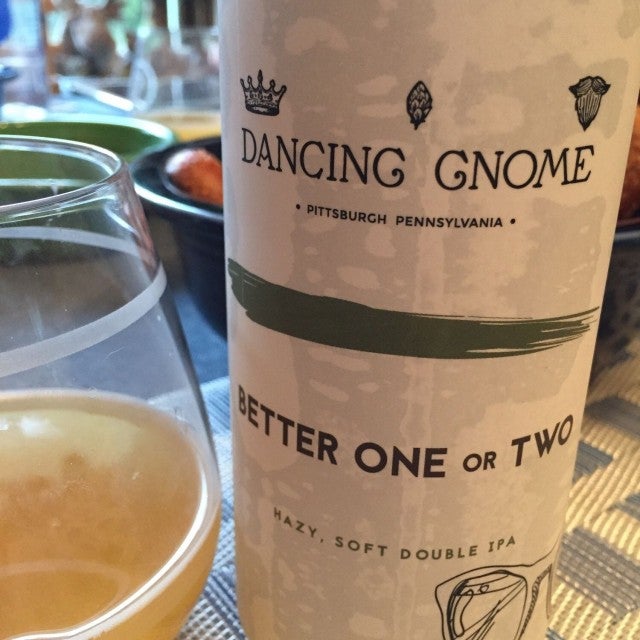 DANCING GNOME
• PITTSBURGH PENNSYLVANIA •
BETTER ONE OR TWO
HAZY, SOFT DOUBLE IPA